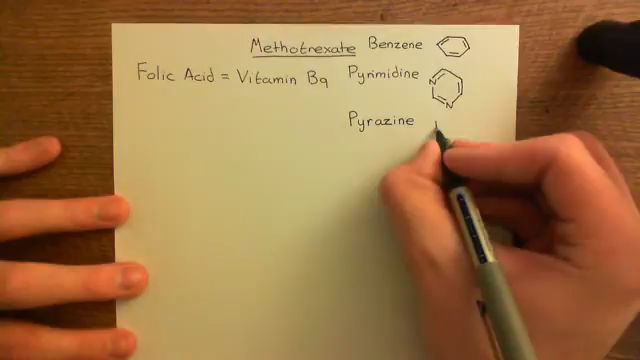 Methotrexate Benzene
Folic Acid = Vitamin B9 Pyrimidine
N
N
Pyrazine